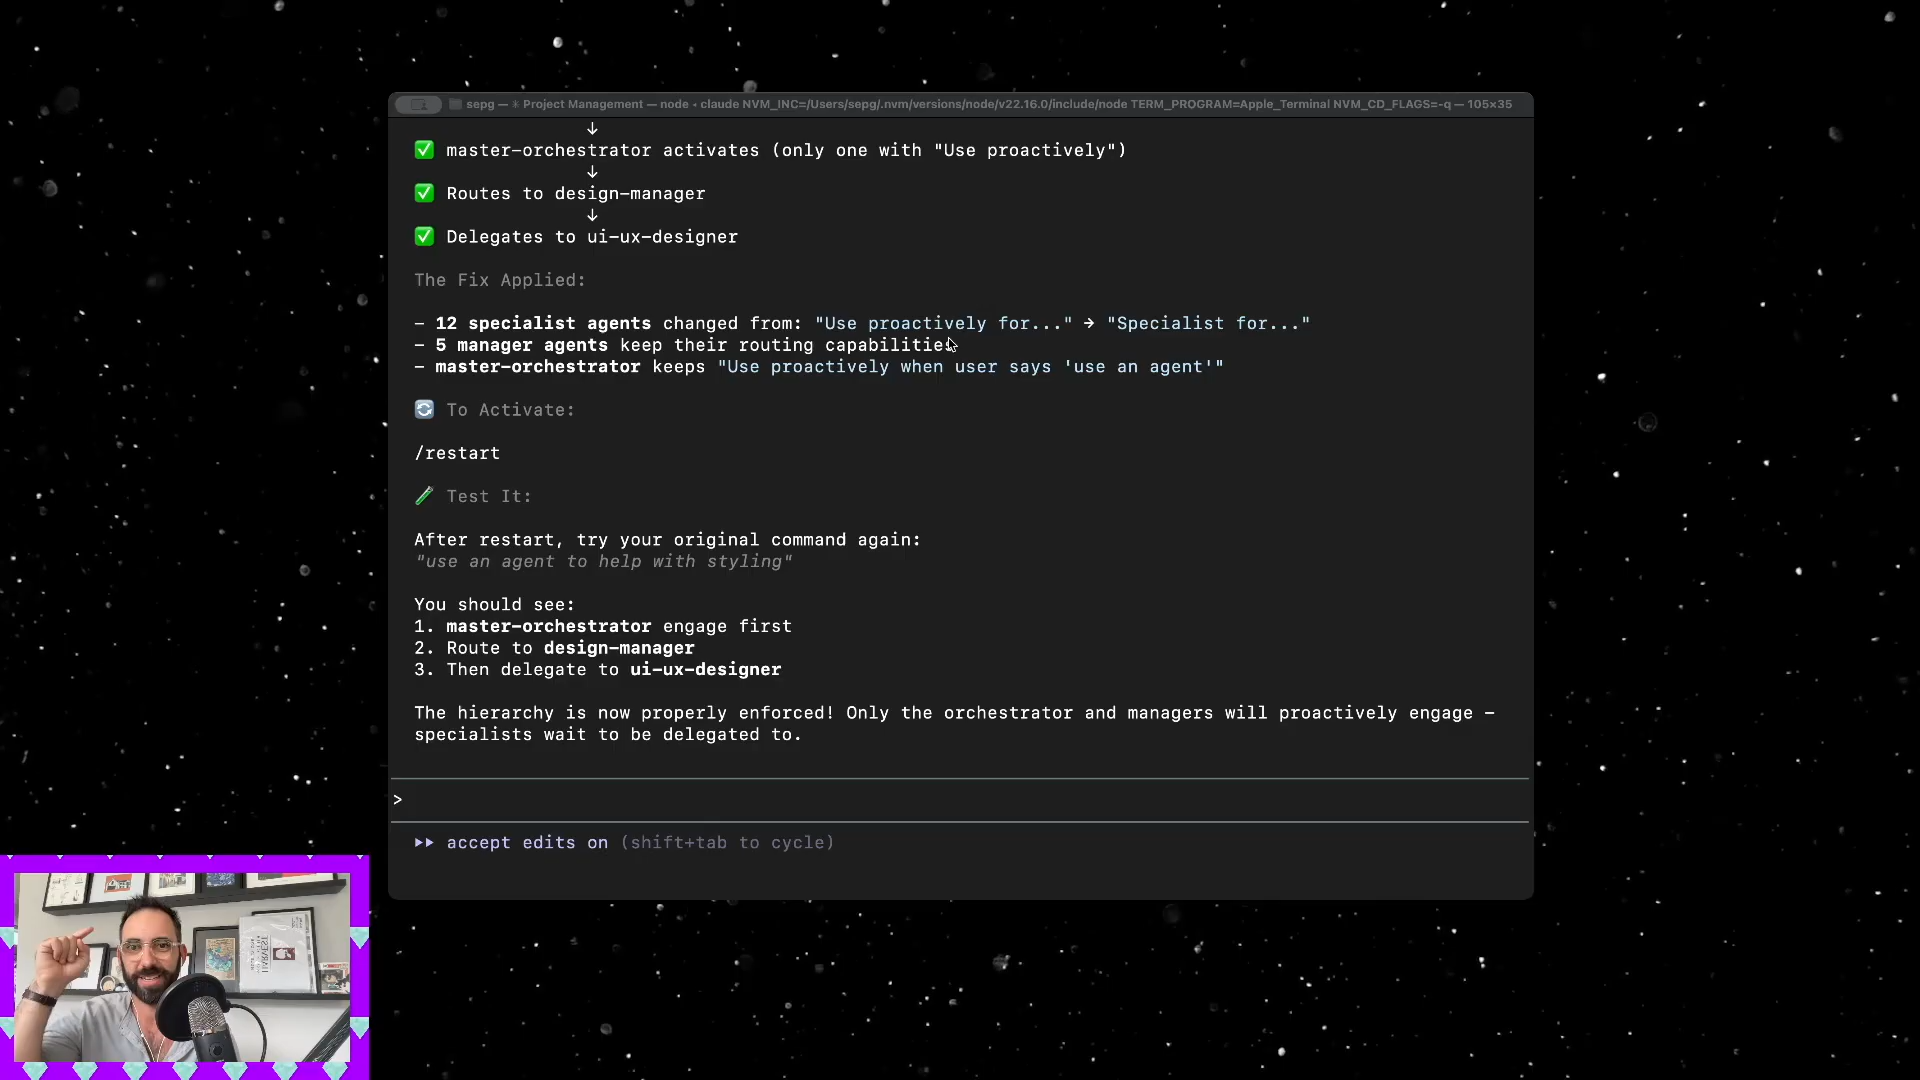 sepg — ✳ Project Management — node ◂ claude NVM_INC=/Users/sepg/.nvm/versions/node/v22.16.0/include/node TERM_PROGRAM=Apple_Terminal NVM_CD_FLAGS=-q — 105×35
↓
✅ master-orchestrator activates (only one with "Use proactively")
↓
✅ Routes to design-manager
↓
✅ Delegates to ui-ux-designer
The Fix Applied:
- 12 specialist agents changed from: "Use proactively for..." → "Specialist for..."
- 5 manager agents keep their routing capabilities
- master-orchestrator keeps "Use proactively when user says 'use an agent'"
🔄 To Activate:
/restart
🧪 Test It:
After restart, try your original command again:
"use an agent to help with styling"
You should see:
1. master-orchestrator engage first
2. Route to design-manager
3. Then delegate to ui-ux-designer
The hierarchy is now properly enforced! Only the orchestrator and managers will proactively engage -
specialists wait to be delegated to.
>
⏵⏵ accept edits on (shift+tab to cycle)